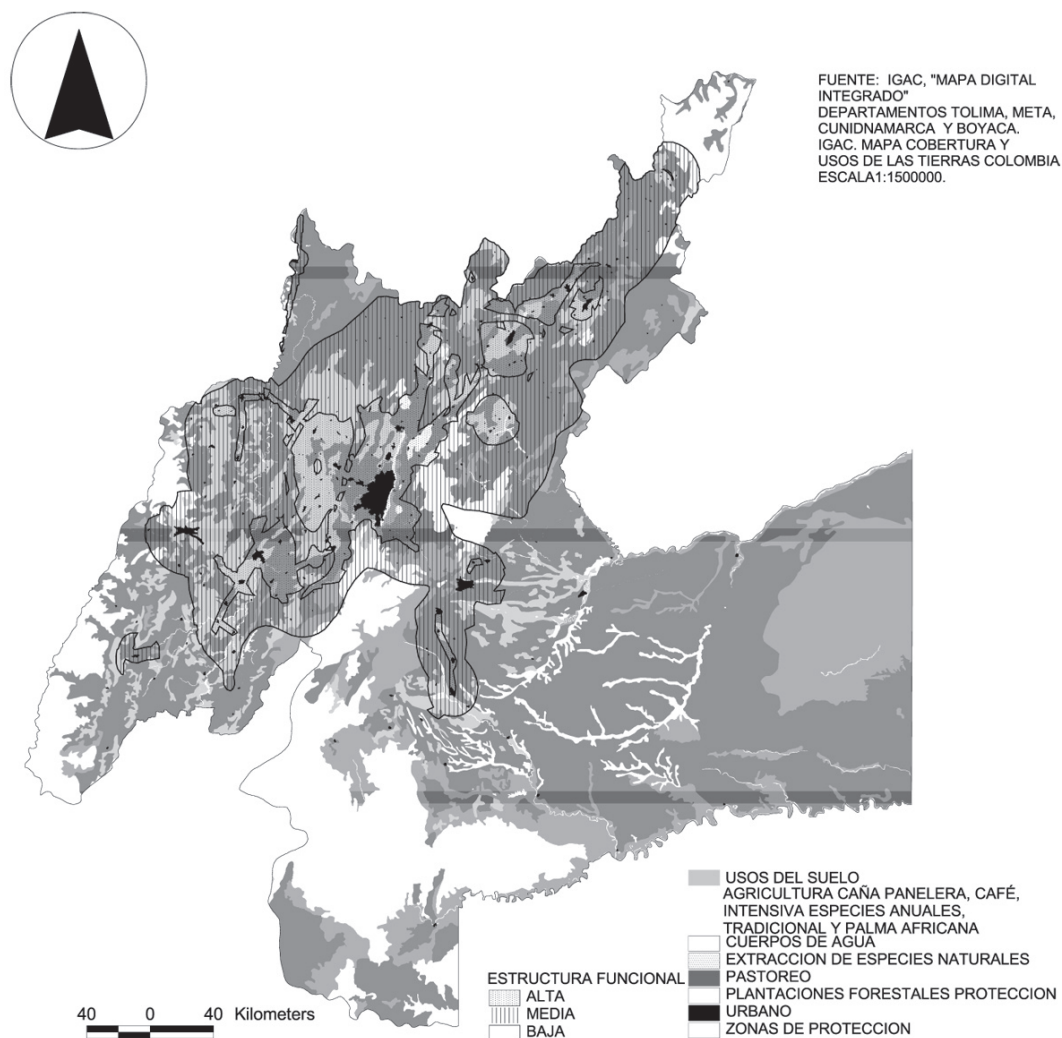 FUENTE: IGAC, "MAPA DIGITAL
INTEGRADO"
DEPARTAMENTOS TOLIMA, META,
CUNIDNAMARCA Y BOYACA.
IGAC. MAPA COBERTURA Y
USOS DE LAS TIERRAS COLOMBIA
ESCALA1:1500000.
USOS DEL SUELO
AGRICULTURA CAÑA PANELERA, CAFÉ,
INTENSIVA ESPECIES ANUALES,
TRADICIONAL Y PALMA AFRICANA
CUERPOS DE AGUA
EXTRACCION DE ESPECIES NATURALES
PASTOREO
PLANTACIONES FORESTALES PROTECCION
URBANO
ZONAS DE PROTECCION
ESTRUCTURA FUNCIONAL
ALTA
MEDIA
BAJA
40 0 40 Kilometers